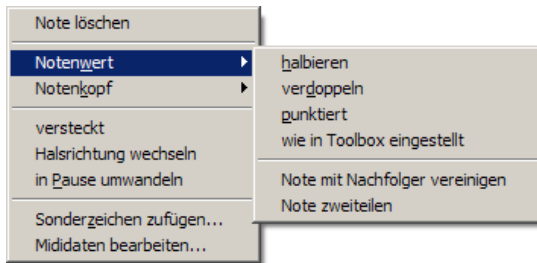 Note löschen
Notenwert
Notenkopf
versteckt
Halsrichtung wechseln
in Pause umwandeln
Sonderzeichen zufügen...
Mididaten bearbeiten...
halbieren
verdoppeln
punktiert
wie in Toolbox eingestellt
Note mit Nachfolger vereinigen
Note zweiteilen